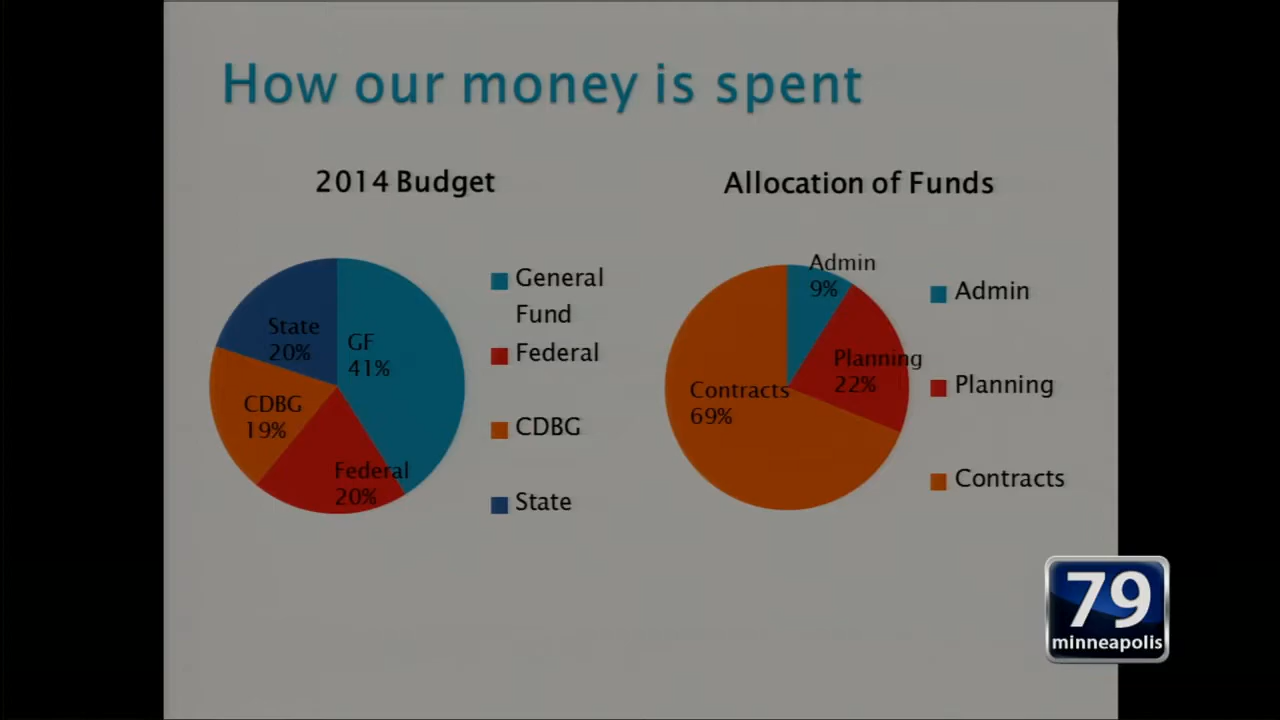 How our money is spent
2014 Budget
State
20%
GF
41%
CDBG
19%
Federal
20%
General
Fund
Federal
CDBG
State
Allocation of Funds
Admin
9%
Planning
22%
Contracts
69%
Admin
Planning
Contracts
79
minneapolis